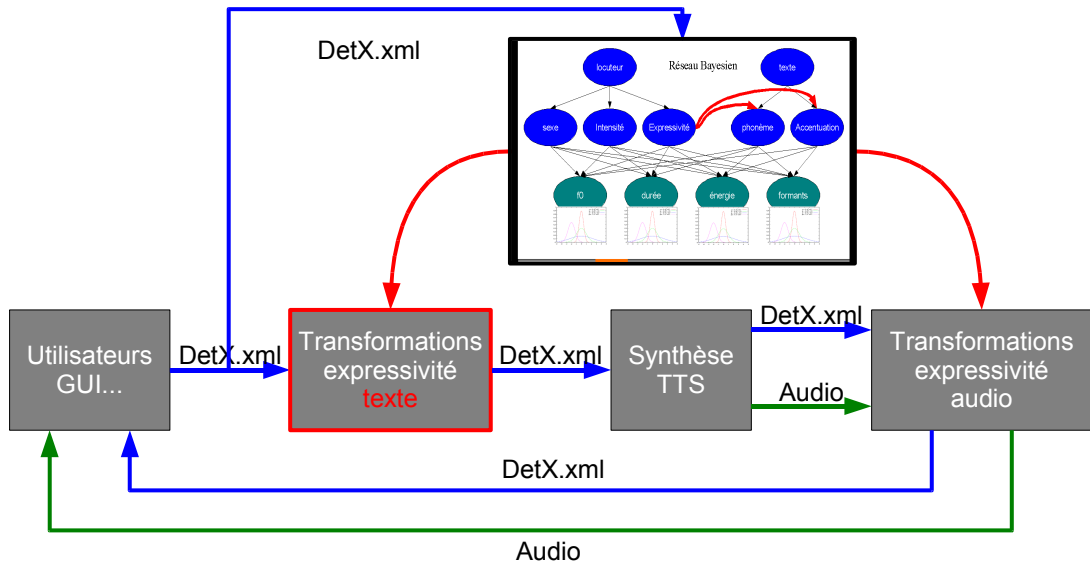 DetX.xml
Réseau Bayesien
locuteur
texte
sexe
Intensité
Expressivité
phonème
Accentuation
f0
durée
énergie
formants
Utilisateurs
GUI...
DetX.xml
Transformations
expressivité
texte
DetX.xml
Synthèse
TTS
DetX.xml
Audio
Transformations
expressivité
audio
DetX.xml
Audio